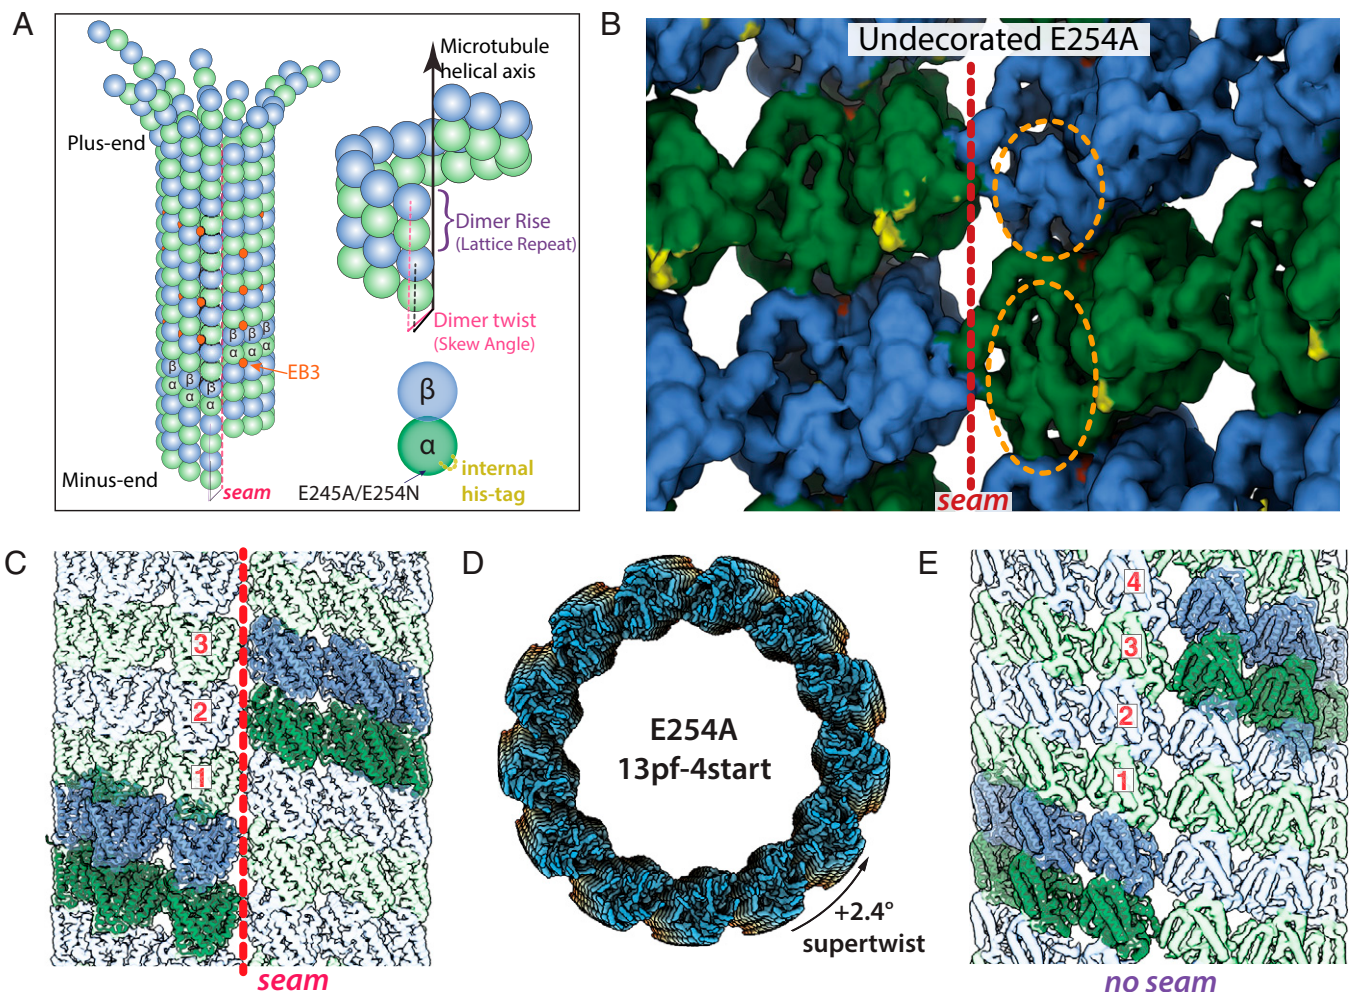 A
Microtubule
helical axis
Plus-end
Dimer Rise
(Lattice Repeat)
Dimer twist
(Skew Angle)
β β β
α α α
EB3
β β β
α α α
β
α
internal
his-tag
E245A/E254N
Minus-end
seam
B
Undecorated E254A
seam
C
3
2
1
seam
D
E254A
13pf-4start
+2.4°
supertwist
E
4
3
2
1
no seam